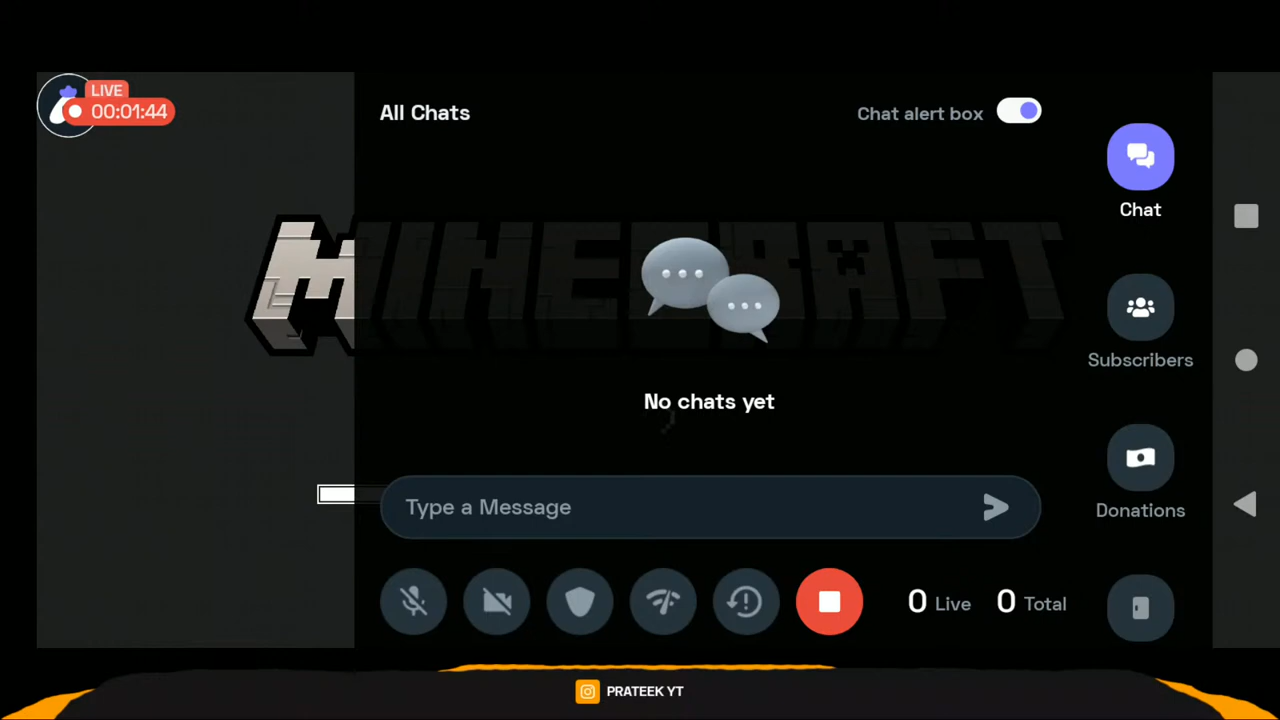 LIVE
00:01:44
All Chats
Chat alert box
Chat
MINECRAFT
Subscribers
No chats yet
Type a Message
Donations
0 Live
0 Total
PRATEEK YT